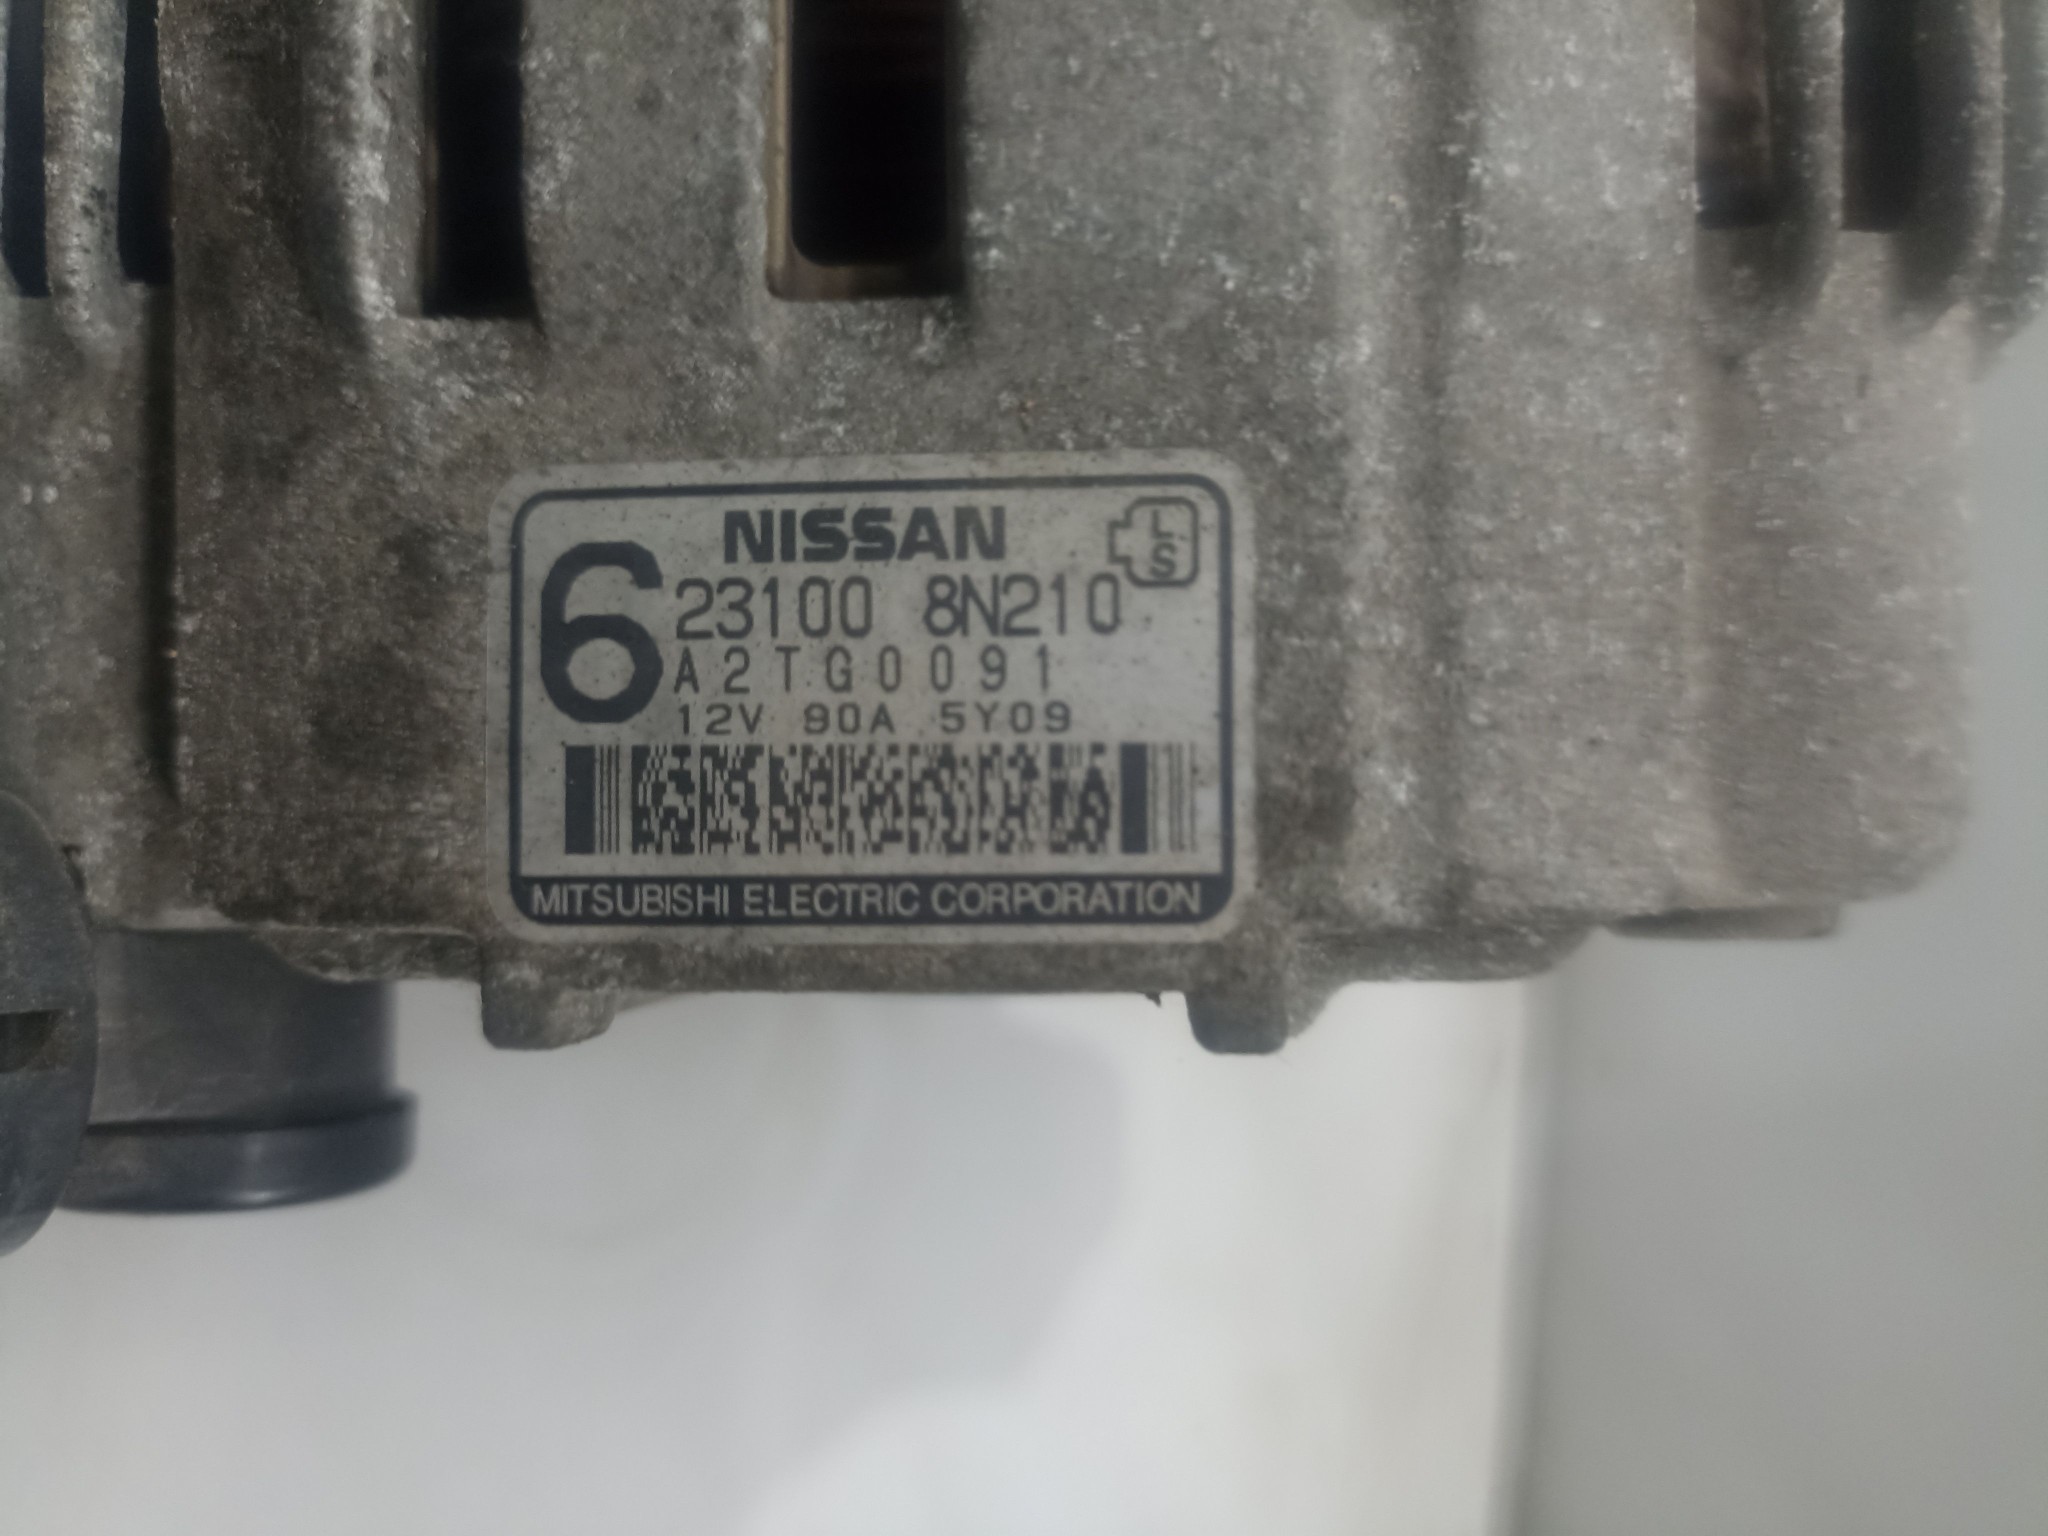 NISSAN
L
S
6
23100 8N210
A2TG0091
12V 90A 5Y09
MITSUBISHI ELECTRIC CORPORATION